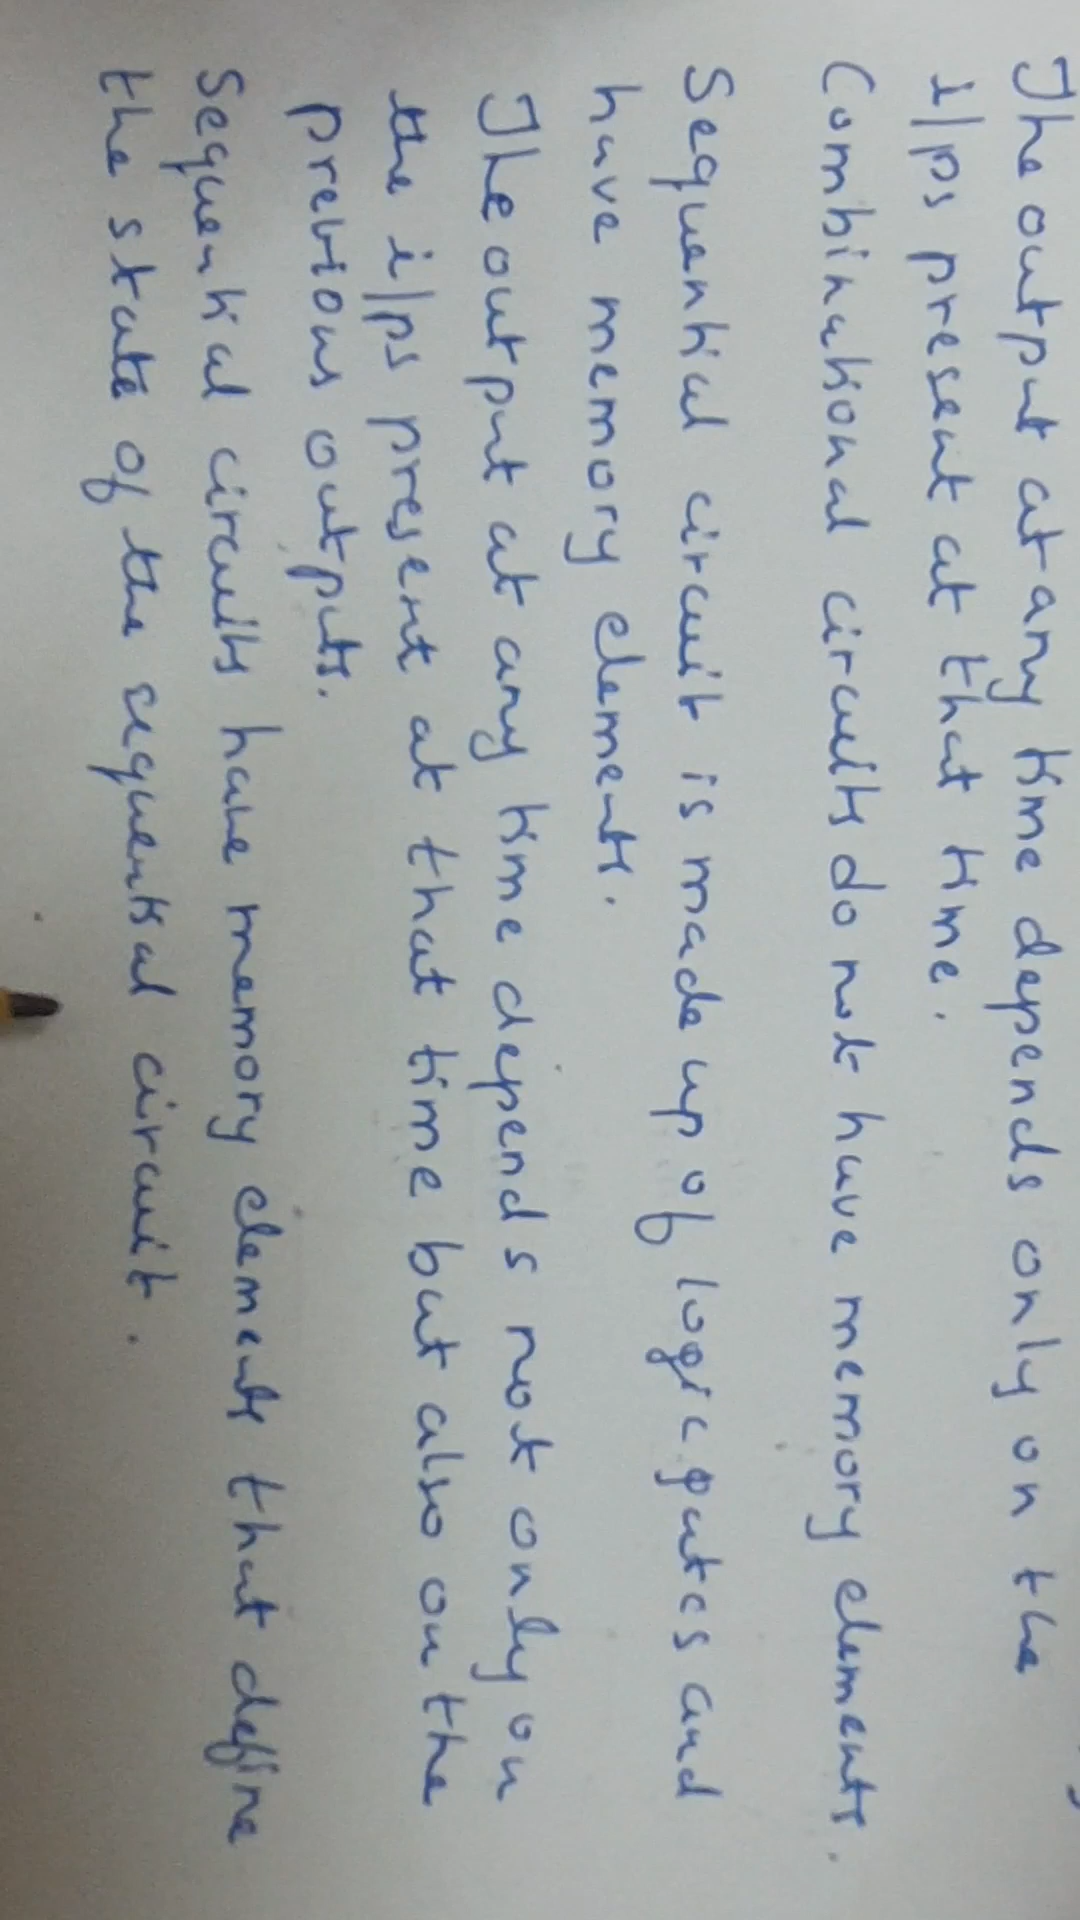 The output at any time depends only on the
i/ps present at that time.
Combinational circuits do not have memory elements.
Sequential circuit is made up of logic gates and
have memory elements.
The output at any time depends not only on
the i/ps present at that time but also on the
previous outputs.
Sequential circuits have memory elements that define
the state of the sequential circuit.